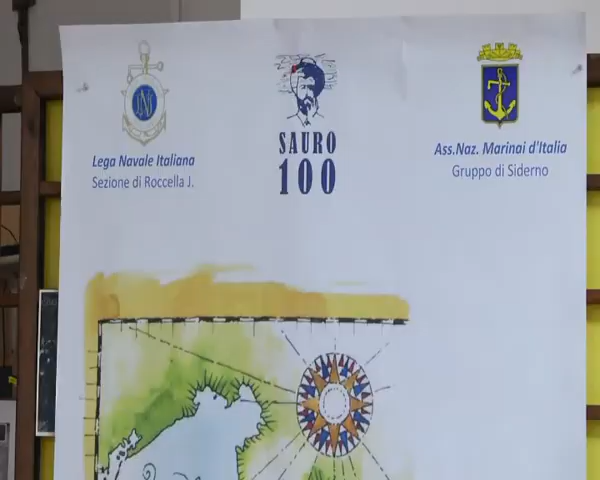 Lega Navale Italiana
Sezione di Roccella J.
SAURO
100
Ass.Naz. Marinai d'Italia
Gruppo di Siderno